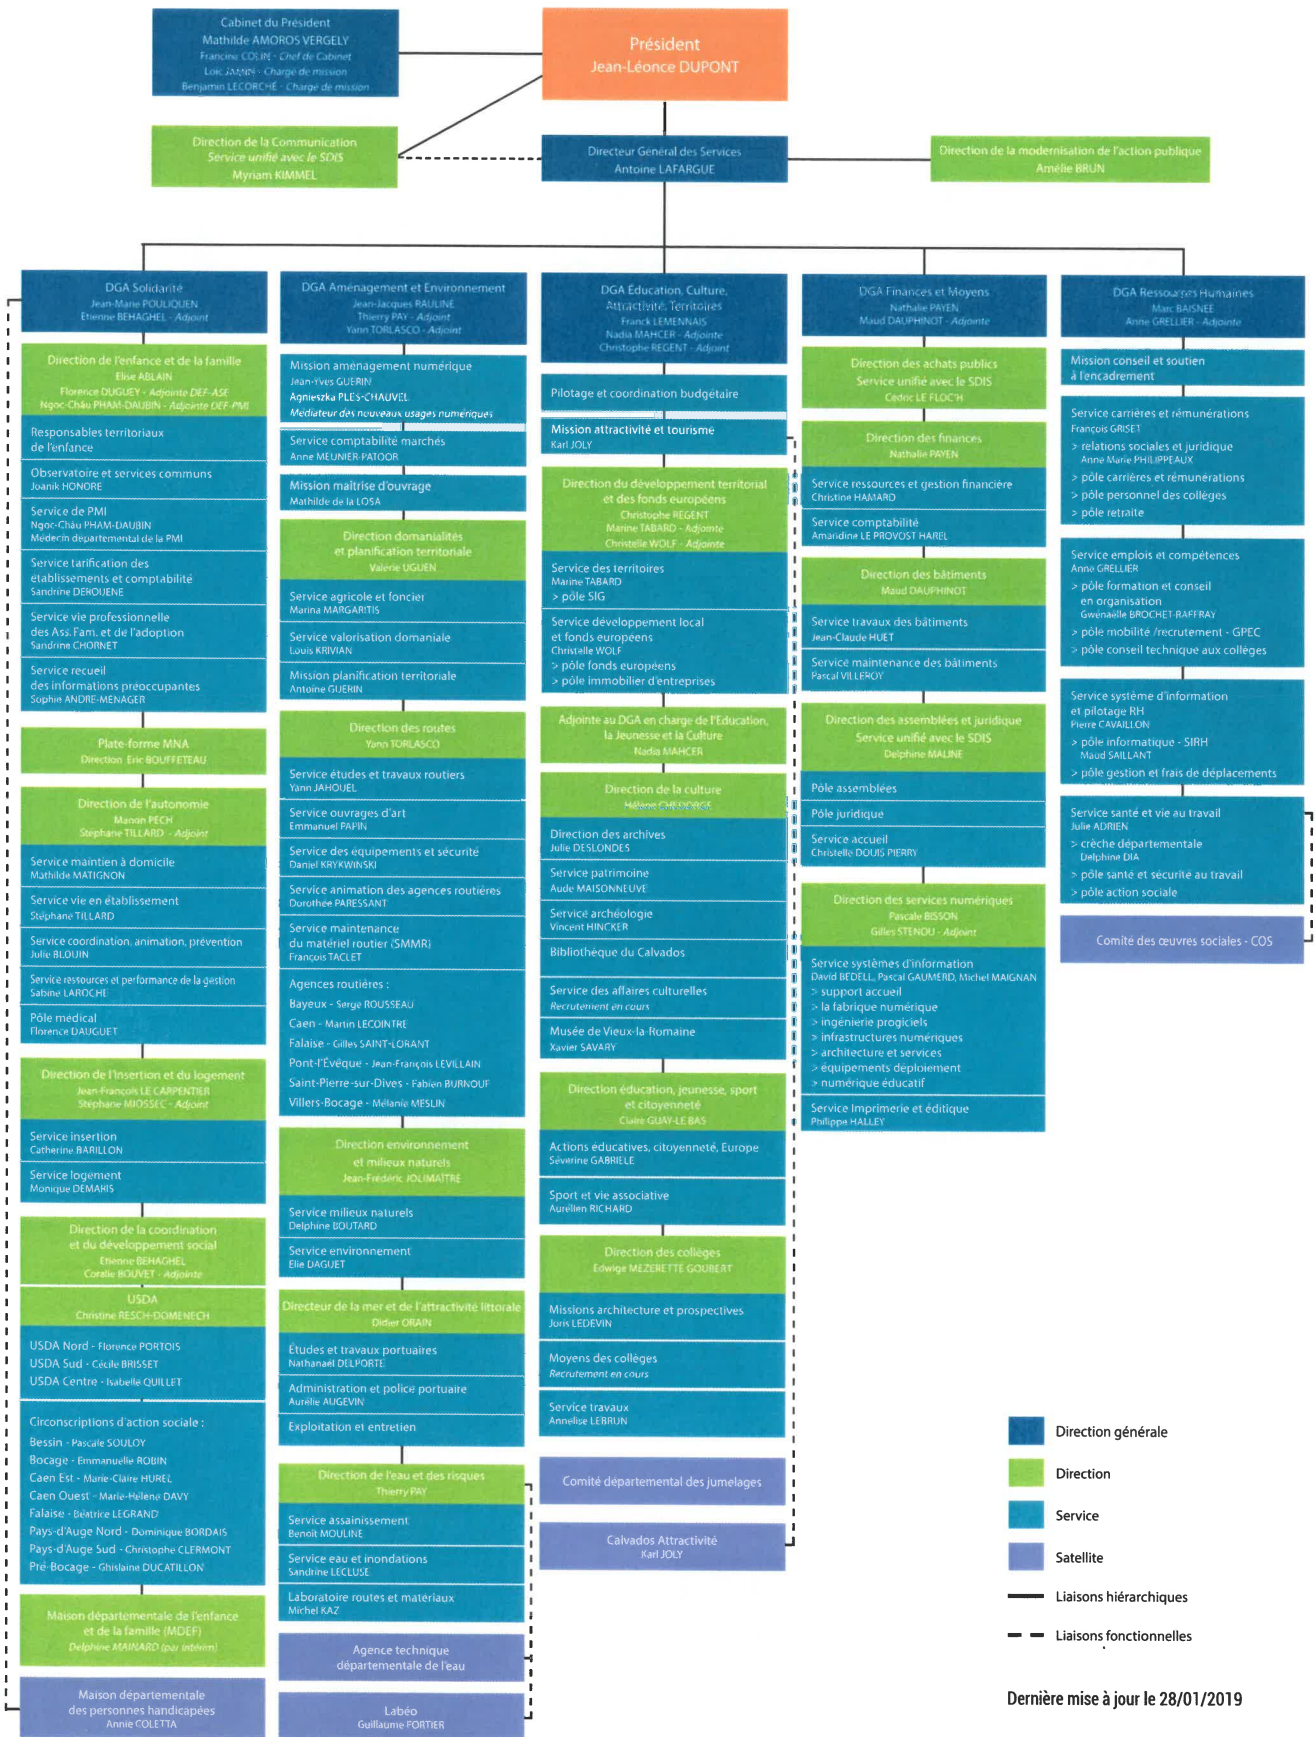 Cabinet du Président
Mathilde AMOROS VERGELY
Francine COLIN - Chef de Cabinet
Loïc JAMIN - Chargé de mission
Benjamin LECORCHÉ - Chargé de mission
Président
Jean-Léonce DUPONT
Direction de la Communication
Service unifié avec le SDIS
Myriam KIMMEL
Directeur Général des Services
Antoine LAFARGUE
Direction de la modernisation de l'action publique
Amélie BRUN
DGA Solidarité
Jean-Marie POULIQUEN
Etienne BEHAGHEL - Adjoint
Direction de l'enfance et de la famille
Elise ABLAIN
Florence DUGUEY - Adjointe DEF-ASE
Ngoc-Châu PHAM-DAUBIN - Adjointe DEF-PMI
Responsables territoriaux
de l'enfance
Observatoire et services communs
Joanik HONORE
Service de PMI
Ngoc-Châu PHAM-DAUBIN
Médecin départemental de la PMI
Service tarification des
établissements et comptabilité
Sandrine DEROUENE
Service vie professionnelle
des Ass. Fam. et de l'adoption
Sandrine CHORNET
Service recueil
des informations préoccupantes
Sophie ANDRE-MENAGER
Plate-forme MNA
Direction Eric BOUFFETEAU
Direction de l'autonomie
Manon PECH
Stéphane TILLARD - Adjoint
Service maintien à domicile
Mathilde MATIGNON
Service vie en établissement
Stéphane TILLARD
Service coordination, animation, prévention
Julie BLOUIN
Service ressources et performance de la gestion
Sabine LAROCHE
Pôle médical
Florence DAUGUET
Direction de l'insertion et du logement
Jean-François LE CARPENTIER
Stéphane MIOSSEC - Adjoint
Service insertion
Catherine BARILLON
Service logement
Monique DEMARIS
Direction de la coordination
et du développement social
Etienne BEHAGHEL
Coralie BOUVET - Adjointe
USDA
Christine RESCH-DOMENECH
USDA Nord - Florence PORTOIS
USDA Sud - Cécile BRISSET
USDA Centre - Isabelle QUILLET
Circonscriptions d'action sociale :
Bessin - Pascale SOULOY
Bocage - Emmanuelle ROBIN
Caen Est - Marie-Claire HUREL
Caen Ouest - Marie-Hélène DAVY
Falaise - Béatrice LEGRAND
Pays-d'Auge Nord - Dominique BORDAIS
Pays-d'Auge Sud - Christophe CLERMONT
Pré-Bocage - Ghislaine DUCATILLON
Maison départementale de l'enfance
et de la famille (MDEF)
Delphine MAINARD (par intérim)
Maison départementale
des personnes handicapées
Annie COLETTA
DGA Aménagement et Environnement
Jean-Jacques RAULINE
Thierry PAY - Adjoint
Yann TORLASCO - Adjoint
Mission aménagement numérique
Jean-Yves GUERIN
Agnieszka PLES-CHAUVEL
Médiateur des nouveaux usages numériques
Service comptabilité marchés
Anne MEUNIER-PATOOR
Mission maîtrise d'ouvrage
Mathilde de la LOSA
Direction domanialités
et planification territoriale
Valérie UGUEN
Service agricole et foncier
Marina MARGARITIS
Service valorisation domaniale
Louis KRIVIAN
Mission planification territoriale
Antoine GUERIN
Direction des routes
Yann TORLASCO
Service études et travaux routiers
Yann JAHOUEL
Service ouvrages d'art
Emmanuel PAPIN
Service des équipements et sécurité
Daniel KRYKWINSKI
Service animation des agences routières
Dorothée PARESSANT
Service maintenance
du matériel routier (SMMR)
François TACLET
Agences routières :
Bayeux - Serge ROUSSEAU
Caen - Martin LECOINTRE
Falaise - Gilles SAINT-LORANT
Pont-l'Évêque - Jean-François LEVILLAIN
Saint-Pierre-sur-Dives - Fabien BURNOUF
Villers-Bocage - Mélanie MESLIN
Direction environnement
et milieux naturels
Jean-Frédéric JOLIMAÎTRE
Service milieux naturels
Delphine BOUTARD
Service environnement
Elie DAGUET
Directeur de la mer et de l'attractivité littorale
Didier ORAIN
Études et travaux portuaires
Nathanaël DELPORTE
Administration et police portuaire
Aurélie AUGEVIN
Exploitation et entretien
Direction de l'eau et des risques
Thierry PAY
Service assainissement
Benoît MOULINE
Service eau et inondations
Sandrine LECLUSE
Laboratoire routes et matériaux
Michel KAZ
Agence technique
départementale de l'eau
Labéo
Guillaume FORTIER
DGA Éducation, Culture,
Attractivité, Territoires
Franck LEMENNAIS
Nadia MAHCER - Adjointe
Christophe REGENT - Adjoint
Pilotage et coordination budgétaire
Mission attractivité et tourisme
Karl JOLY
Direction du développement territorial
et des fonds européens
Christophe REGENT
Marine TABARD - Adjointe
Christelle WOLF - Adjointe
Service des territoires
Marine TABARD
> pôle SIG
Service développement local
et fonds européens
Christelle WOLF
> pôle fonds européens
> pôle immobilier d'entreprises
Adjointe au DGA en charge de l'Education,
la Jeunesse et la Culture
Nadia MAHCER
Direction de la culture
Direction des archives
Julie DESLONDES
Service patrimoine
Aude MAISONNEUVE
Service archéologie
Vincent HINCKER
Bibliothèque du Calvados
Service des affaires culturelles
Recrutement en cours
Musée de Vieux-la-Romaine
Xavier SAVARY
Direction éducation, jeunesse, sport
et citoyenneté
Claire GUAY-LE BAS
Actions éducatives, citoyenneté, Europe
Séverine GABRIELE
Sport et vie associative
Aurélien RICHARD
Direction des collèges
Edwige MEZERETTE GOUBERT
Missions architecture et prospectives
Joris LEDEVIN
Moyens des collèges
Recrutement en cours
Service travaux
Annelise LEBRUN
Comité départemental des jumelages
Calvados Attractivité
Karl JOLY
DGA Finances et Moyens
Nathalie PAYEN
Maud DAUPHINOT - Adjointe
Direction des achats publics
Service unifié avec le SDIS
Cédric LE FLOC'H
Direction des finances
Nathalie PAYEN
Service ressources et gestion financière
Christine HAMARD
Service comptabilité
Amandine LE PROVOST HAREL
Direction des bâtiments
Maud DAUPHINOT
Service travaux des bâtiments
Jean-Claude HUET
Service maintenance des bâtiments
Pascal VILLEROY
Direction des assemblées et juridique
Service unifié avec le SDIS
Delphine MALINE
Pôle assemblées
Pôle juridique
Service accueil
Christelle DOUIS PIERRY
Direction des services numériques
Pascale BISSON
Gilles STENOU - Adjoint
Service systèmes d'information
David BEDELL, Pascal GAUMERD, Michel MAIGNAN
> support accueil
> la fabrique numérique
> ingénierie progiciels
> infrastructures numériques
> architecture et services
> équipements déploiement
> numérique éducatif
Service Imprimerie et éditique
Philippe HALLEY
DGA Ressources Humaines
Marc BAISNEE
Anne GRELLIER - Adjointe
Mission conseil et soutien
à l'encadrement
Service carrières et rémunérations
François GRISET
> relations sociales et juridique
Anne Marie PHILIPPEAUX
> pôle carrières et rémunérations
> pôle personnel des collèges
> pôle retraite
Service emplois et compétences
Anne GRELLIER
> pôle formation et conseil
en organisation
Gwénaëlle BROCHET-BAFFRAY
> pôle mobilité /recrutement - GPEC
> pôle conseil technique aux collèges
Service système d'information
et pilotage RH
Pierre CAVAILLON
> pôle informatique - SIRH
Maud SAILLANT
> pôle gestion et frais de déplacements
Service santé et vie au travail
Julie ADRIEN
> crèche départementale
Delphine DIA
> pôle santé et sécurité au travail
> pôle action sociale
Comité des œuvres sociales - COS
Direction générale
Direction
Service
Satellite
Liaisons hiérarchiques
Liaisons fonctionnelles
Dernière mise à jour le 28/01/2019